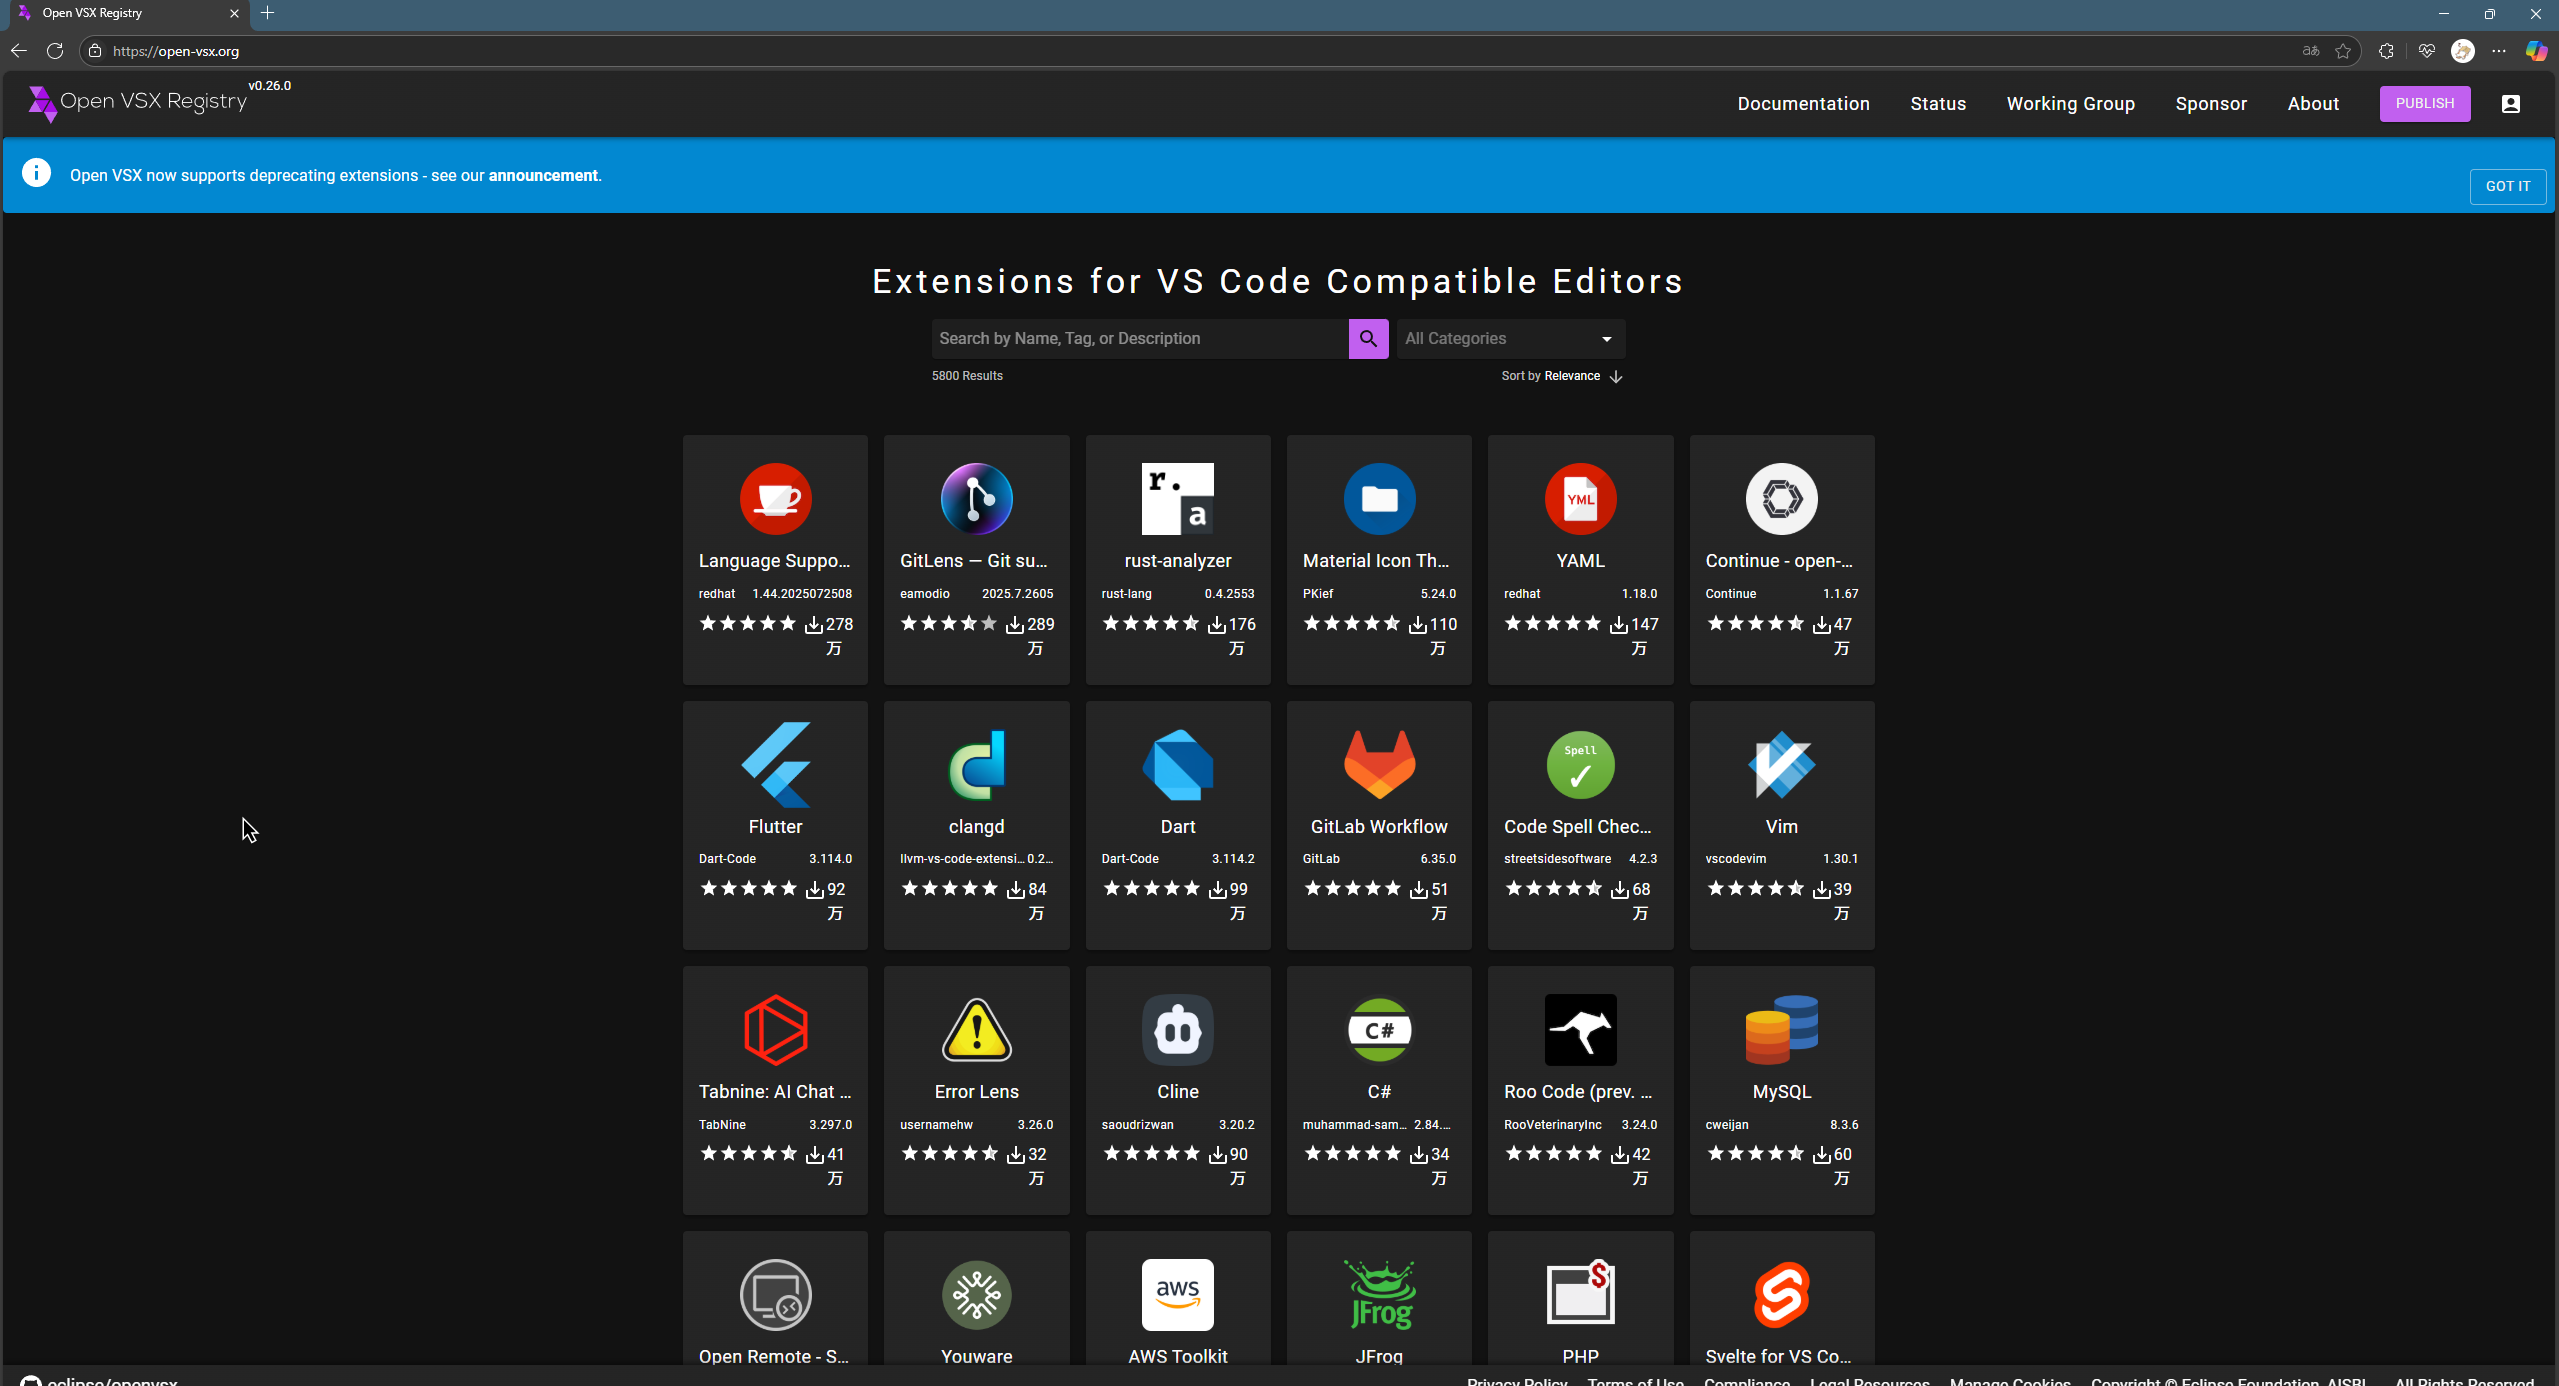 Open VSX Registry
https://open-vsx.org
Open VSX Registry v0.26.0
Documentation Status Working Group Sponsor About PUBLISH
Open VSX now supports deprecating extensions - see our announcement.
GOT IT
Extensions for VS Code Compatible Editors
Search by Name, Tag, or Description
All Categories
5800 Results
Sort by Relevance
Language Suppo...
redhat 1.44.2025072508
278
万
GitLens — Git su...
eamodio 2025.7.2605
289
万
r.
a
rust-analyzer
rust-lang 0.4.2553
176
万
Material Icon Th...
PKief 5.24.0
110
万
YML
YAML
redhat 1.18.0
147
万
Continue - open-...
Continue 1.1.67
47
万
Flutter
Dart-Code 3.114.0
92
万
clangd
llvm-vs-code-extensi... 0.2...
84
万
Dart
Dart-Code 3.114.2
99
万
GitLab Workflow
GitLab 6.35.0
51
万
Spell
Code Spell Chec...
streetsidesoftware 4.2.3
68
万
Vim
vscodevim 1.30.1
39
万
Tabnine: AI Chat ...
TabNine 3.297.0
41
万
Error Lens
usernamehw 3.26.0
32
万
Cline
saoudrizwan 3.20.2
90
万
C#
C#
muhammad-sam... 2.84....
34
万
Roo Code (prev. ...
RooVeterinaryInc 3.24.0
42
万
MySQL
cweijan 8.3.6
60
万
Open Remote - S...
Youware
aws
AWS Toolkit
JFrog
JFrog
$
PHP
Svelte for VS Co...
eclipse/openvsx
Privacy Policy Terms of Use Compliance Legal Resources Manage Cookies Copyright © Eclipse Foundation AISBL All Rights Reserved